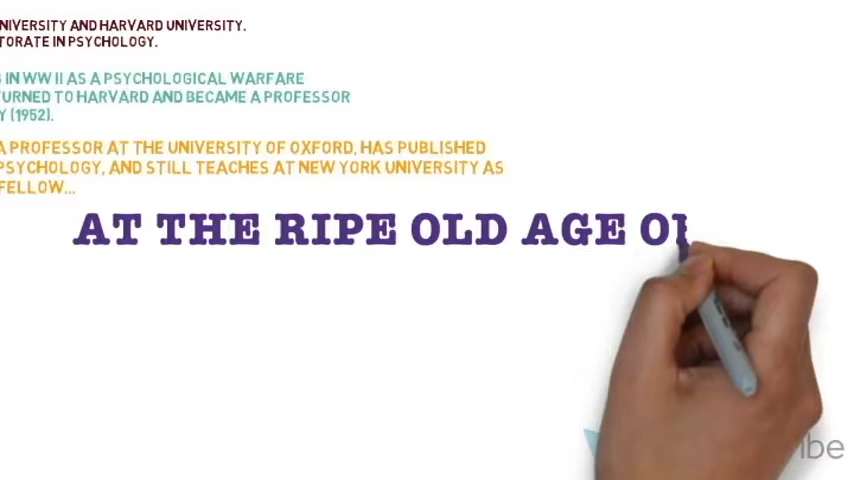 NIVERSITY AND HARVARD UNIVERSITY.
TORATE IN PSYCHOLOGY.
IN WW II AS A PSYCHOLOGICAL WARFARE
TURNED TO HARVARD AND BECAME A PROFESSOR
Y (1952).
A PROFESSOR AT THE UNIVERSITY OF OXFORD, HAS PUBLISHED
PSYCHOLOGY, AND STILL TEACHES AT NEW YORK UNIVERSITY AS
FELLOW...
AT THE RIPE OLD AGE O
ibe